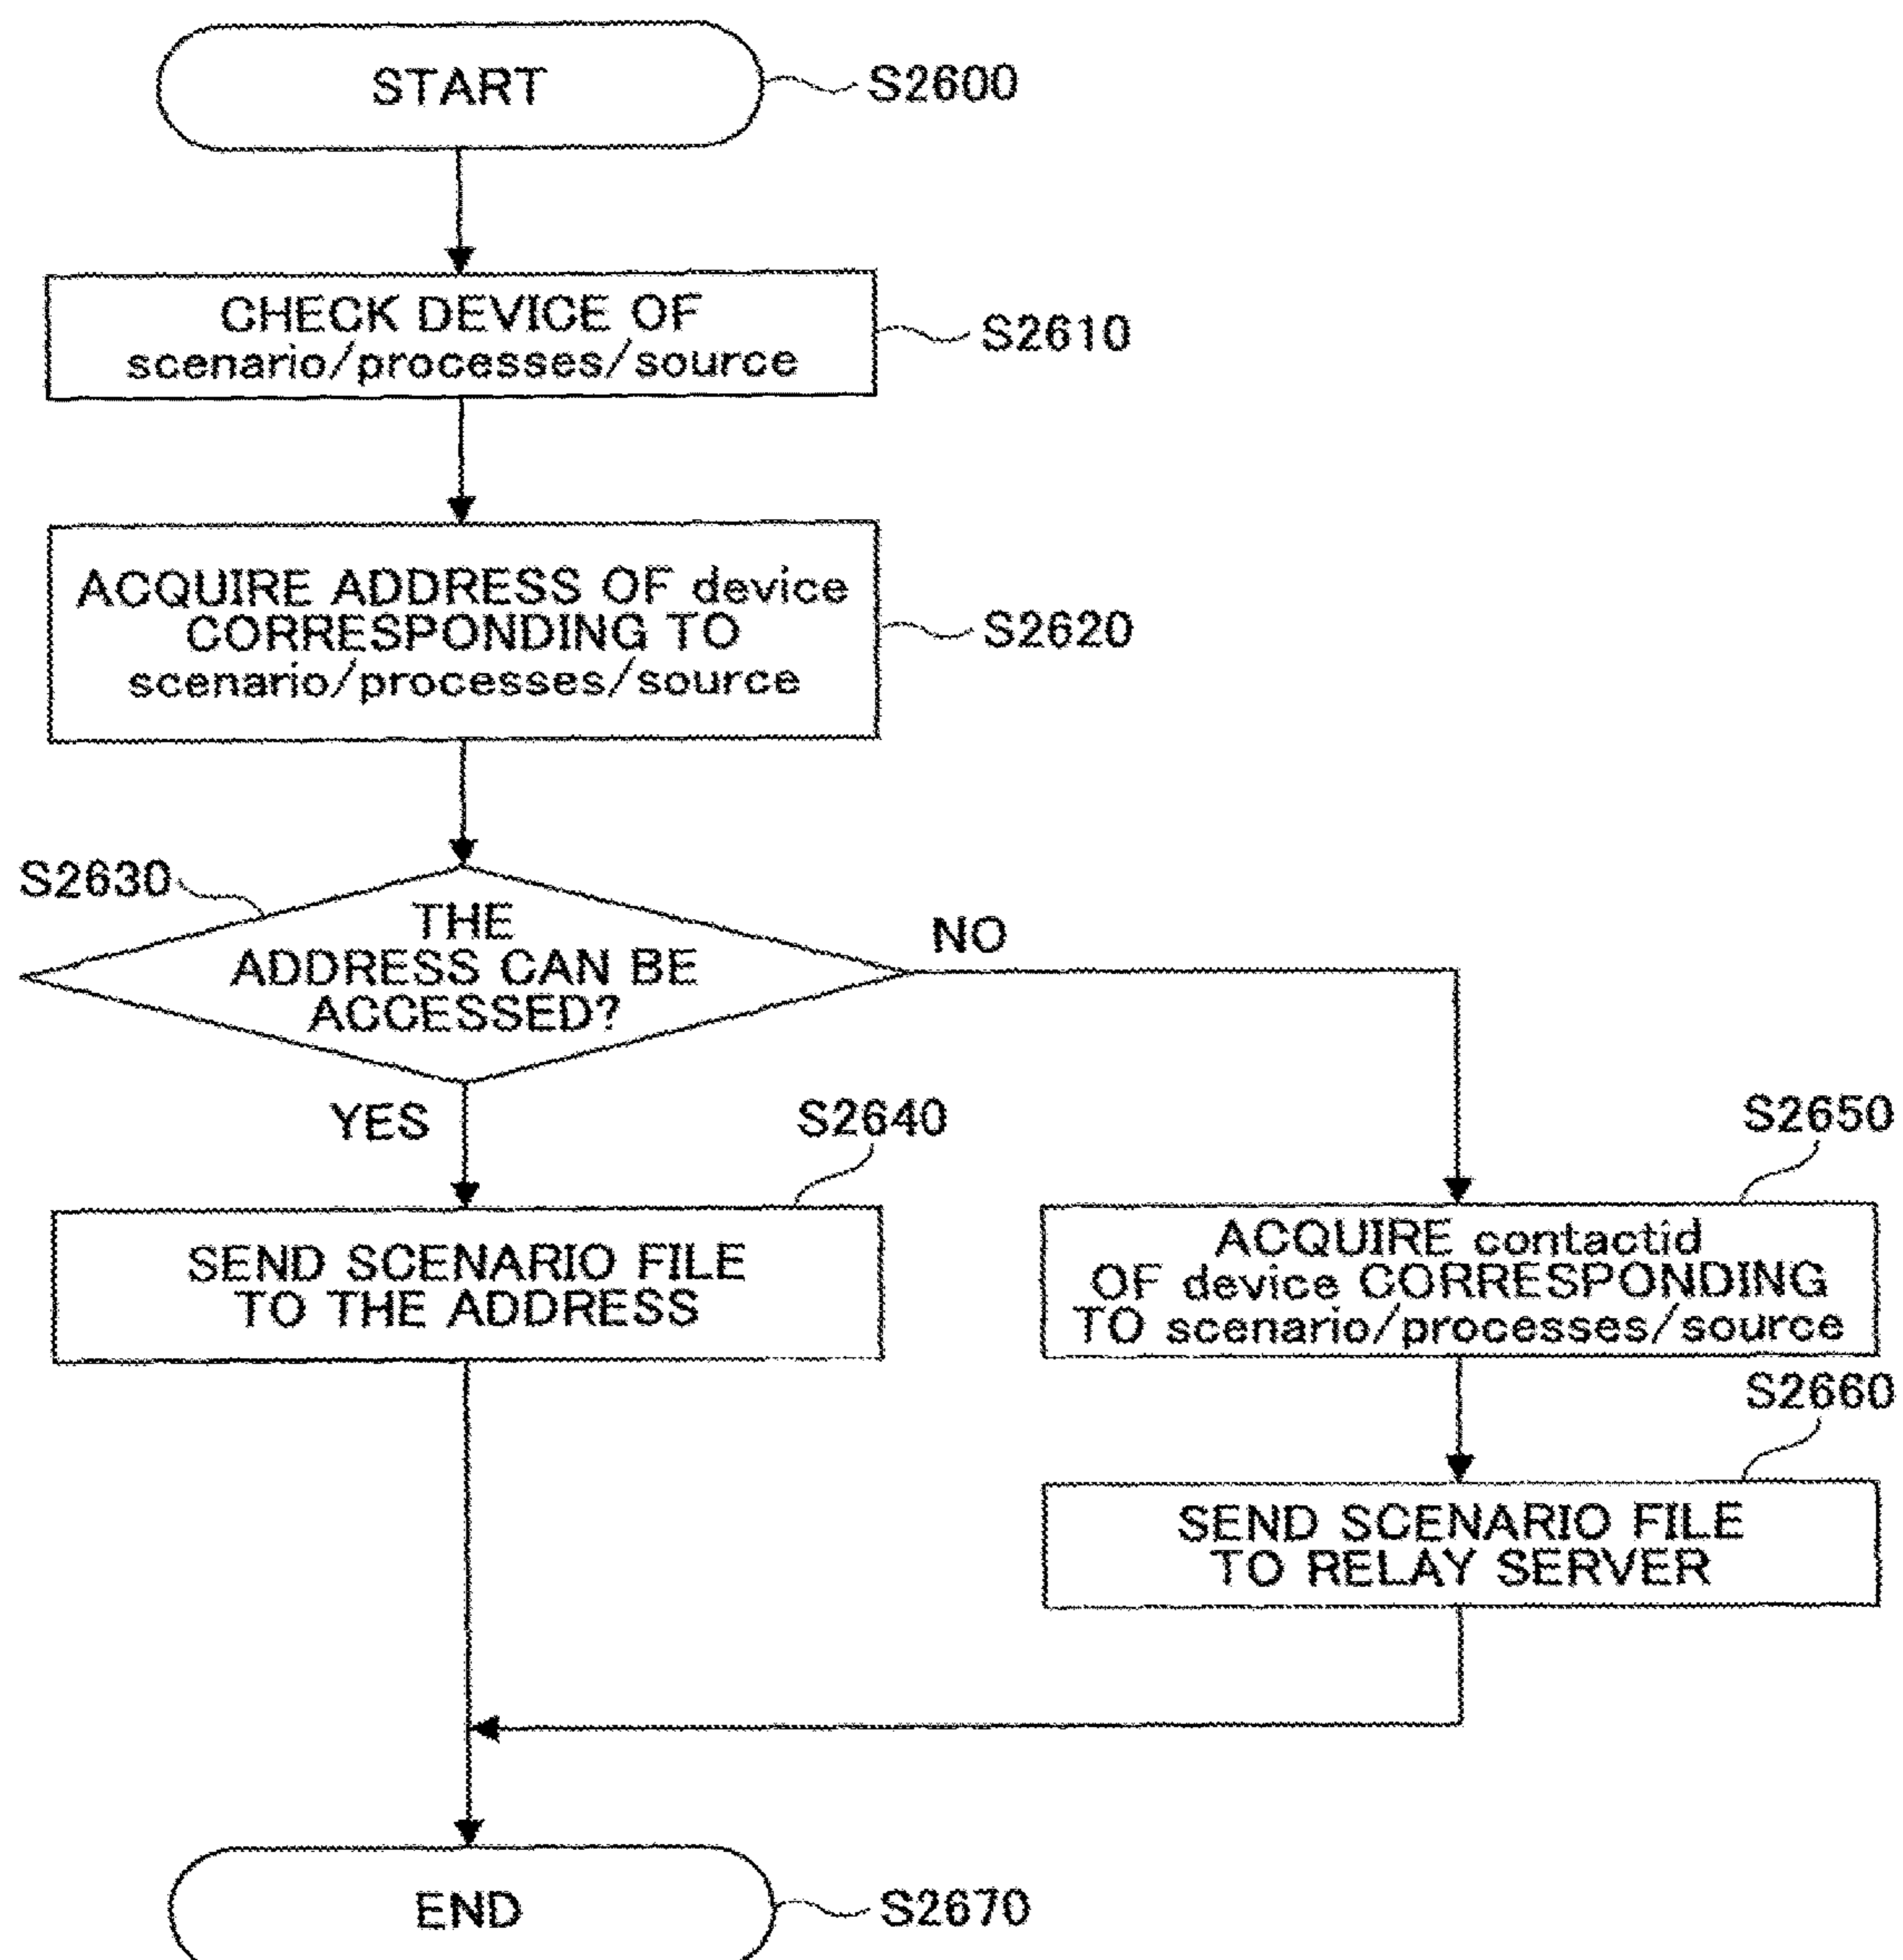 START
S2600
CHECK DEVICE OF
scenario/processes/source
S2610
ACQUIRE ADDRESS OF device
CORRESPONDING TO
scenario/processes/source
S2620
S2630
THE
ADDRESS CAN BE
ACCESSED?
NO
YES
S2640
SEND SCENARIO FILE
TO THE ADDRESS
S2650
ACQUIRE contactid
OF device CORRESPONDING
TO scenario/processes/source
S2660
SEND SCENARIO FILE
TO RELAY SERVER
END
S2670